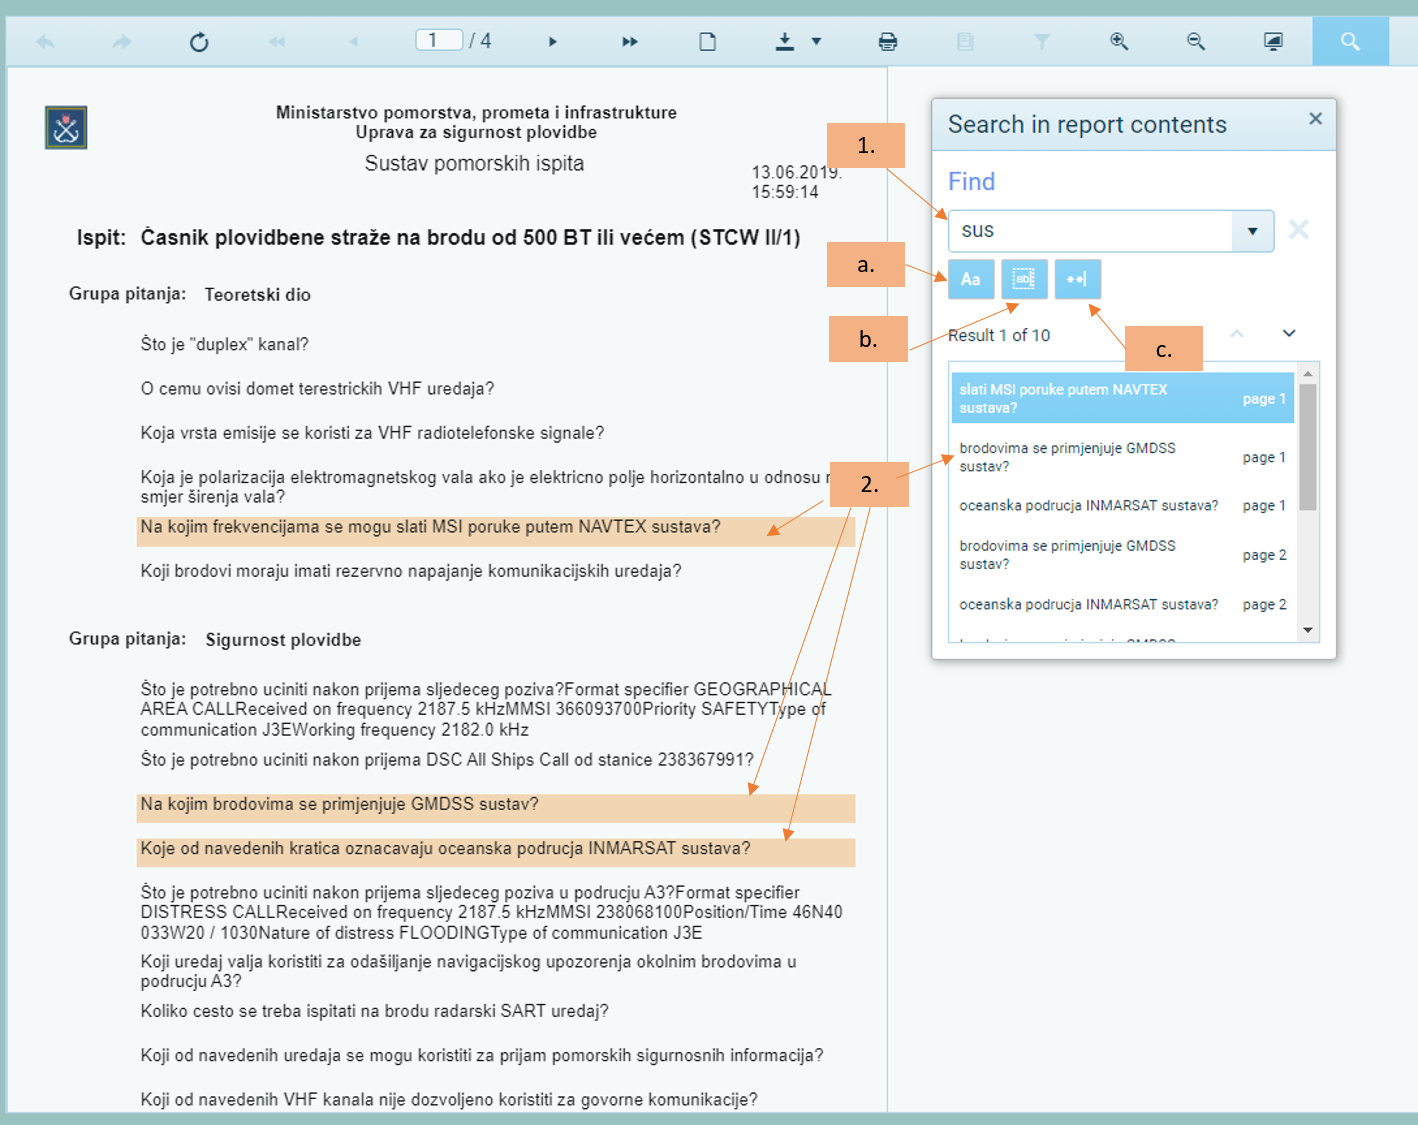 1 / 4
Ministarstvo pomorstva, prometa i infrastrukture
Uprava za sigurnost plovidbe
Sustav pomorskih ispita
13.06.2019.
15:59:14
Ispit: Časnik plovidbene straže na brodu od 500 BT ili većem (STCW II/1)
Grupa pitanja: Teoretski dio
Što je "duplex" kanal?
O cemu ovisi domet terestrickih VHF uredaja?
Koja vrsta emisije se koristi za VHF radiotelefonske signale?
Koja je polarizacija elektromagnetskog vala ako je elektricno polje horizontalno u odnosu
smjer širenja vala?
Na kojim frekvencijama se mogu slati MSI poruke putem NAVTEX sustava?
Koji brodovi moraju imati rezervno napajanje komunikacijskih uredaja?
Grupa pitanja: Sigurnost plovidbe
Što je potrebno uciniti nakon prijema sljedeceg poziva?Format specifier GEOGRAPHICAL
AREA CALLReceived on frequency 2187.5 kHzMMSI 366093700Priority SAFETYType of
communication J3EWorking frequency 2182.0 kHz
Što je potrebno uciniti nakon prijema DSC All Ships Call od stanice 238367991?
Na kojim brodovima se primjenjuje GMDSS sustav?
Koje od navedenih kratica oznacavaju oceanska podrucja INMARSAT sustava?
Što je potrebno uciniti nakon prijema sljedeceg poziva u podrucju A3?Format specifier
DISTRESS CALLReceived on frequency 2187.5 kHzMMSI 238068100Position/Time 46N40
033W20 / 1030Nature of distress FLOODINGType of communication J3E
Koji uredaj valja koristiti za odašiljanje navigacijskog upozorenja okolnim brodovima u
podrucju A3?
Koliko cesto se treba ispitati na brodu radarski SART uredaj?
Koji od navedenih uredaja se mogu koristiti za prijam pomorskih sigurnosnih informacija?
Koji od navedenih VHF kanala nije dozvoljeno koristiti za govorne komunikacije?
1.
a.
b.
c.
2.
Search in report contents
Find
sus
Aa
ab
Result 1 of 10
slati MSI poruke putem NAVTEX
sustava? page 1
brodovima se primjenjuje GMDSS
sustav? page 1
oceanska podrucja INMARSAT sustava? page 1
brodovima se primjenjuje GMDSS
sustav? page 2
oceanska podrucja INMARSAT sustava? page 2